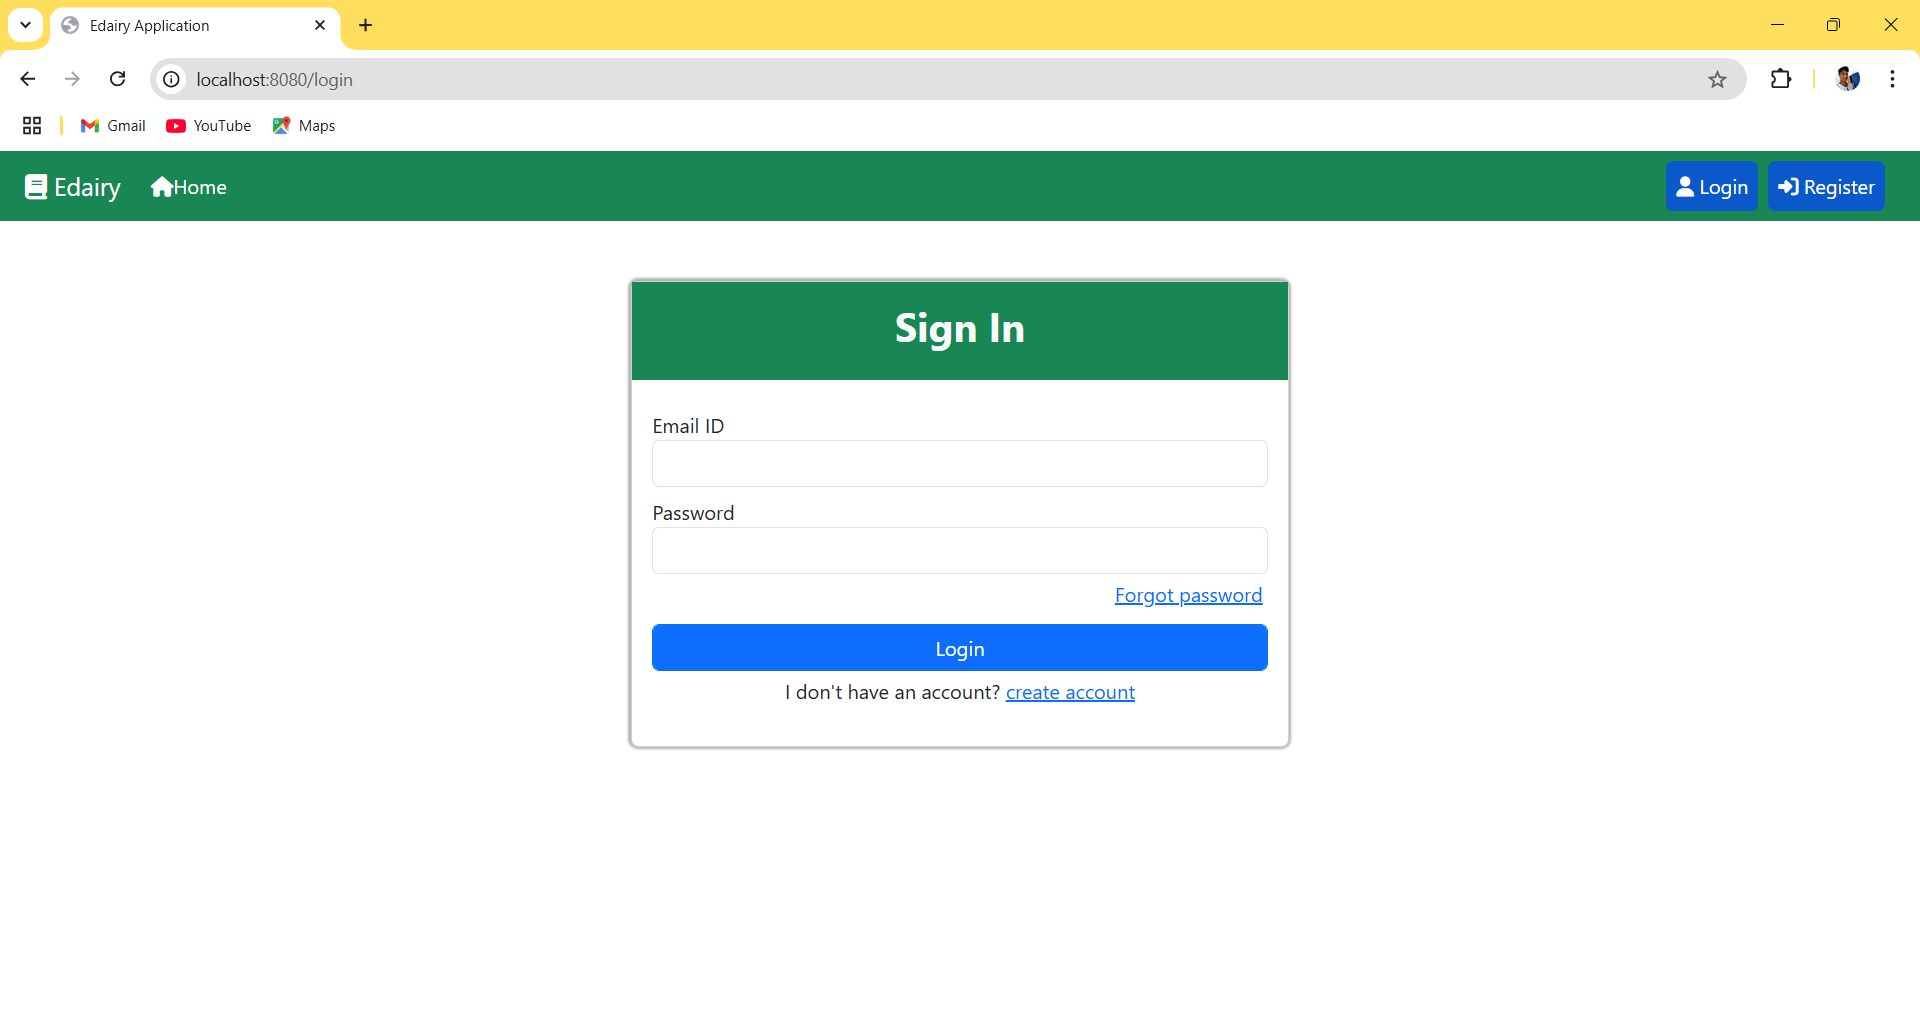 Edairy Application
localhost:8080/login
Gmail YouTube Maps
Edairy Home Login Register
Sign In
Email ID
Password
Forgot password
Login
I don't have an account? create account